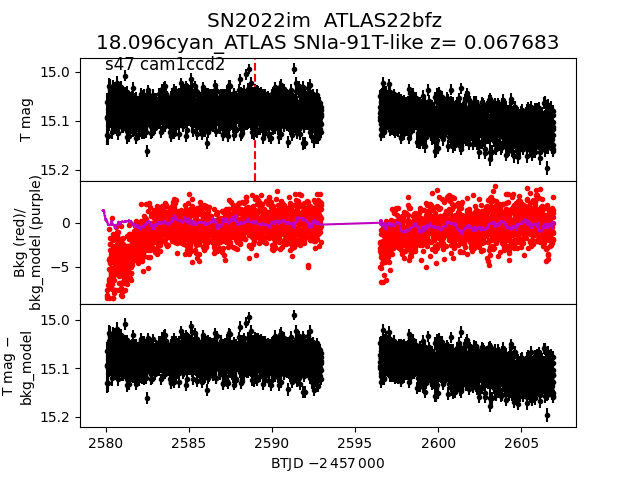 SN2022im  ATLAS22bfz
18.096cyan_ATLAS SNIa-91T-like z= 0.067683
s47 cam1ccd2
15.0
15.1
15.2
T mag
0
−5
Bkg (red)/
bkg_model (purple)
15.0
15.1
15.2
T mag −
bkg_model
2580 2585 2590 2595 2600 2605
BTJD −2 457 000